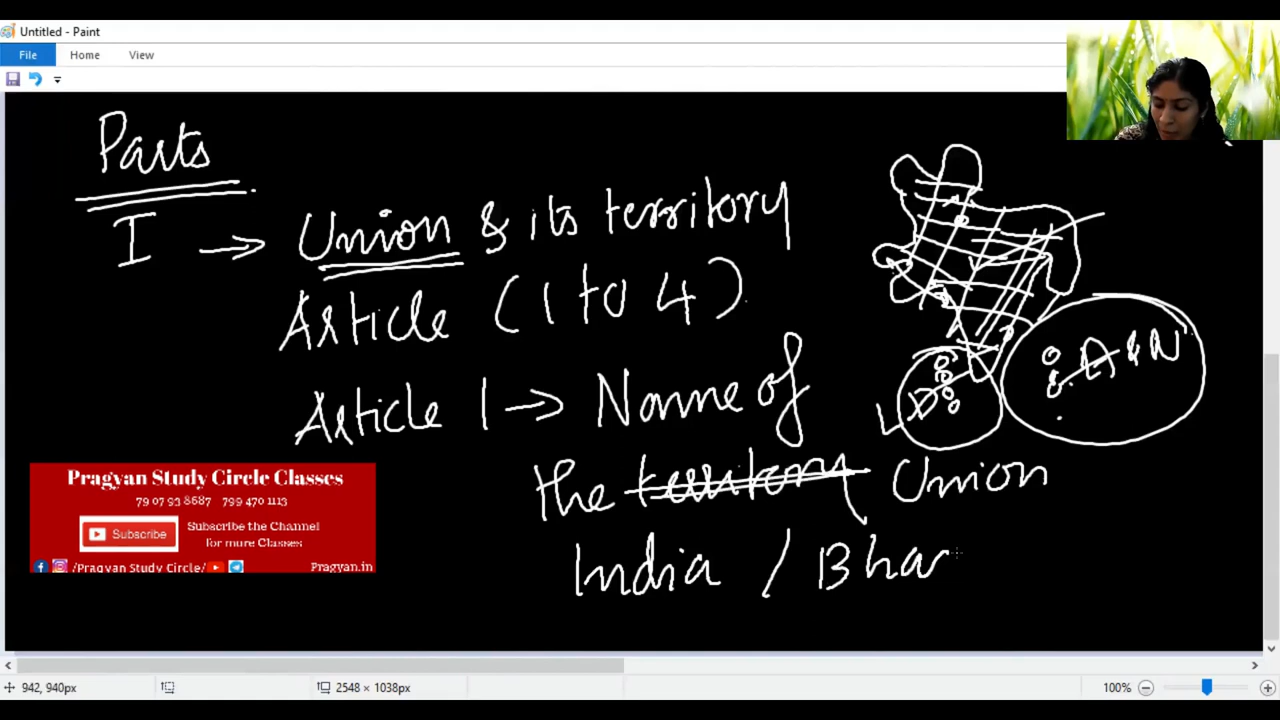 Untitled - Paint
File Home View
Parts
I → Union & its territory
Article (1 to 4)
Article 1 → Name of
the territory Union
India / Bhar
A & N
LD
Pragyan Study Circle Classes
79 07 93 8687 799 470 1113
Subscribe
Subscribe the Channel
for more Classes
/Pragyan Study Circle/
Pragyan.in
942, 940px
2548 × 1038px
100%